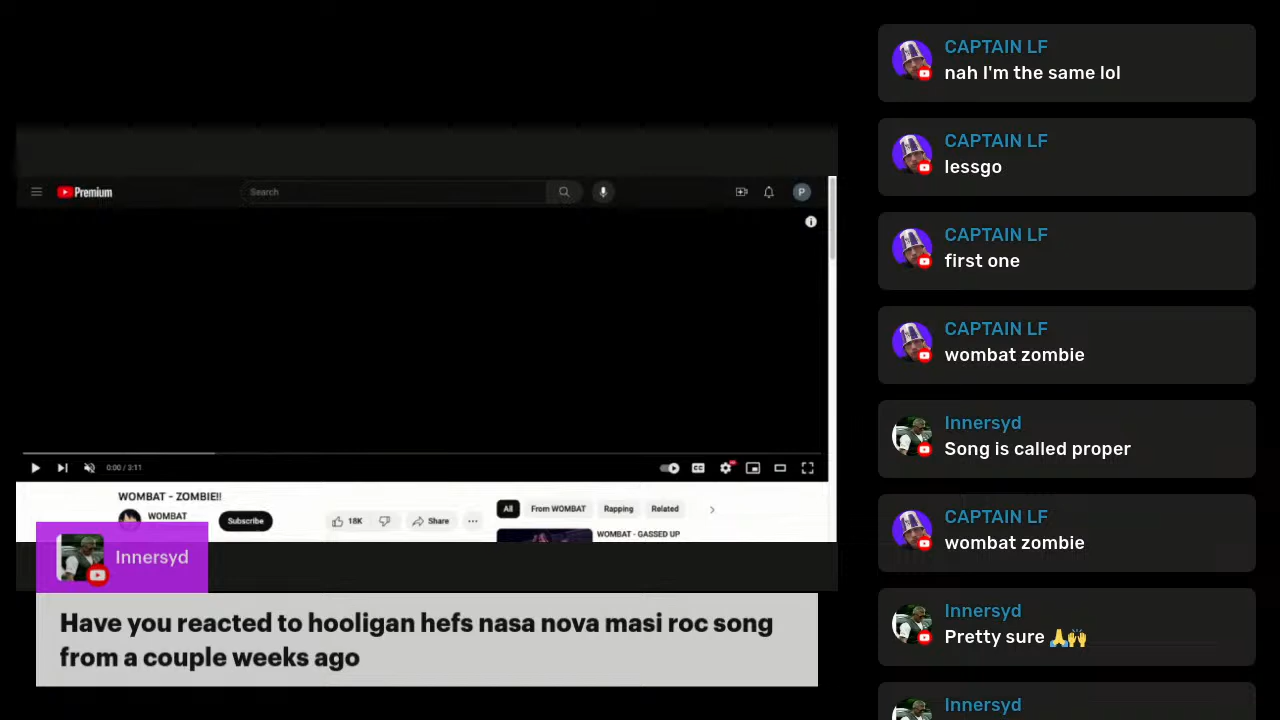 Premium
Search
P
0:00 / 3:11
CC
WOMBAT - ZOMBIE!!
WOMBAT
Subscribe
18K
Share
All
From WOMBAT
Rapping
Related
WOMBAT - GASSED UP
Innersyd
Have you reacted to hooligan hefs nasa nova masi roc song
from a couple weeks ago
CAPTAIN LF
nah I'm the same lol
CAPTAIN LF
lessgo
CAPTAIN LF
first one
CAPTAIN LF
wombat zombie
Innersyd
Song is called proper
CAPTAIN LF
wombat zombie
Innersyd
Pretty sure 🙏🙌
Innersyd